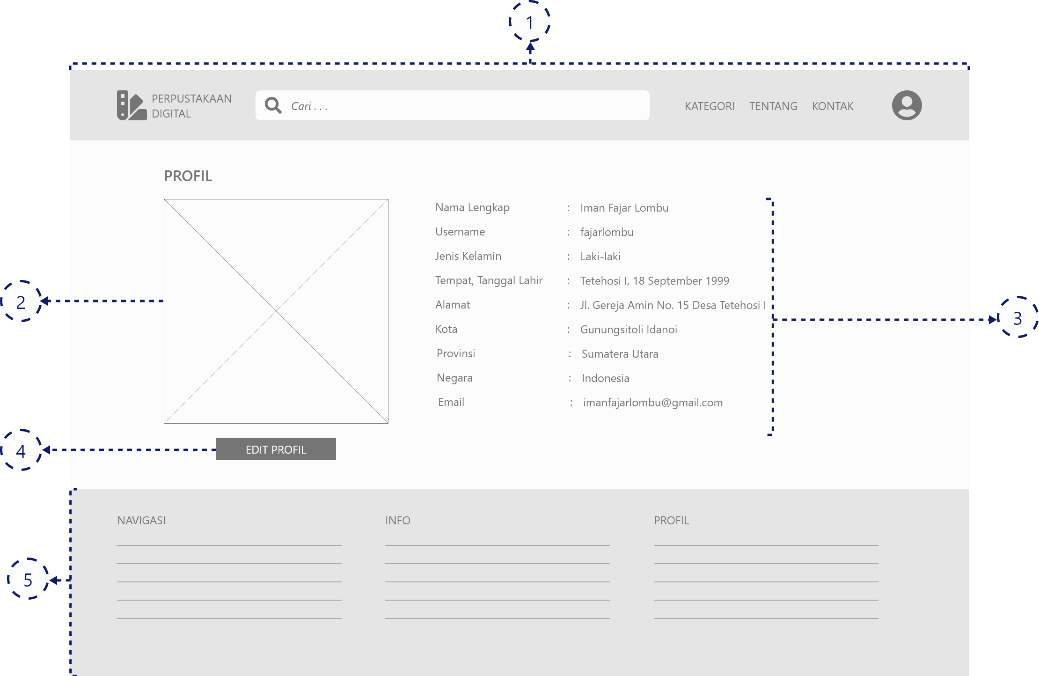 1
PERPUSTAKAAN
DIGITAL
Cari . . .
KATEGORI TENTANG KONTAK
PROFIL
Nama Lengkap : Iman Fajar Lombu
Username : fajarlombu
Jenis Kelamin : Laki-laki
Tempat, Tanggal Lahir : Tetehosi I, 18 September 1999
Alamat : Jl. Gereja Amin No. 15 Desa Tetehosi I
Kota : Gunungsitoli Idanoi
Provinsi : Sumatera Utara
Negara : Indonesia
Email : imanfajarlombu@gmail.com
2
3
EDIT PROFIL
4
NAVIGASI INFO PROFIL
5